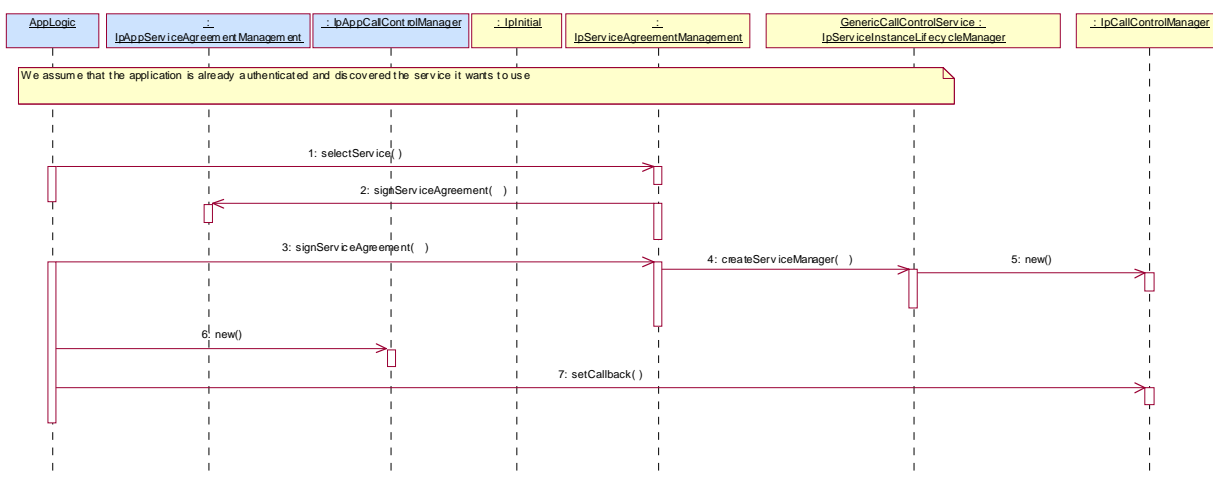 AppLogic
:
IpAppServiceAgreementManagement
: IpAppCallControlManager
: IpInitial
:
IpServiceAgreementManagement
GenericCallControlService :
IpServiceInstanceLifecycleManager
: IpCallControlManager
We assume that the application is already authenticated and discovered the service it wants to use
1: selectService( )
2: signServiceAgreement( )
3: signServiceAgreement( )
4: createServiceManager( )
5: new()
6: new()
7: setCallback( )